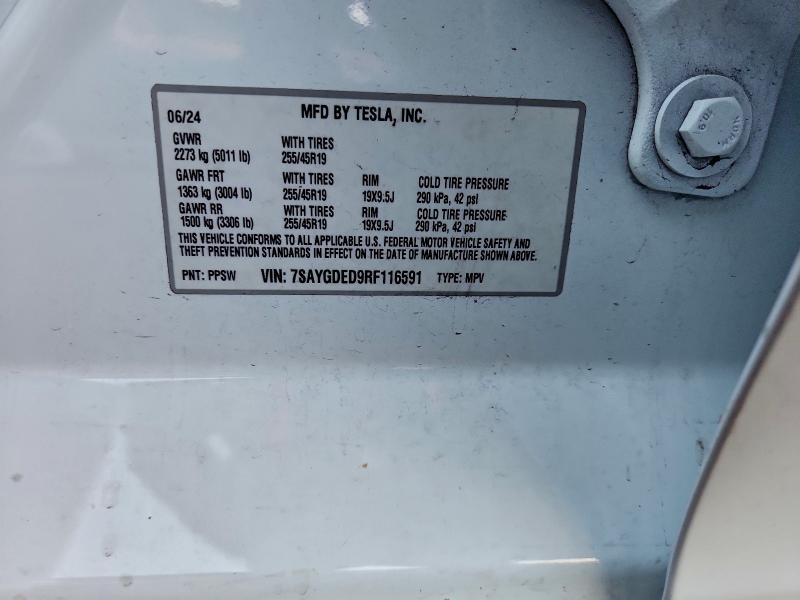 06/24 MFD BY TESLA, INC.
GVWR WITH TIRES
2273 kg (5011 lb) 255/45R19
GAWR FRT WITH TIRES RIM COLD TIRE PRESSURE
1363 kg (3004 lb) 255/45R19 19X9.5J 290 kPa, 42 psi
GAWR RR WITH TIRES RIM COLD TIRE PRESSURE
1500 kg (3306 lb) 255/45R19 19X9.5J 290 kPa, 42 psi
THIS VEHICLE CONFORMS TO ALL APPLICABLE U.S. FEDERAL MOTOR VEHICLE SAFETY AND
THEFT PREVENTION STANDARDS IN EFFECT ON THE DATE OF MANUFACTURE SHOWN ABOVE.
PNT: PPSW VIN: 7SAYGDED9RF116591 TYPE: MPV
10.9